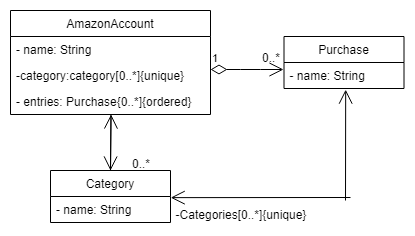 AmazonAccount
- name: String
-category:category[0..*]{unique}
- entries: Purchase{0..*]{ordered}
1
0..*
Purchase
- name: String
0..*
Category
- name: String
-Categories[0..*]{unique}